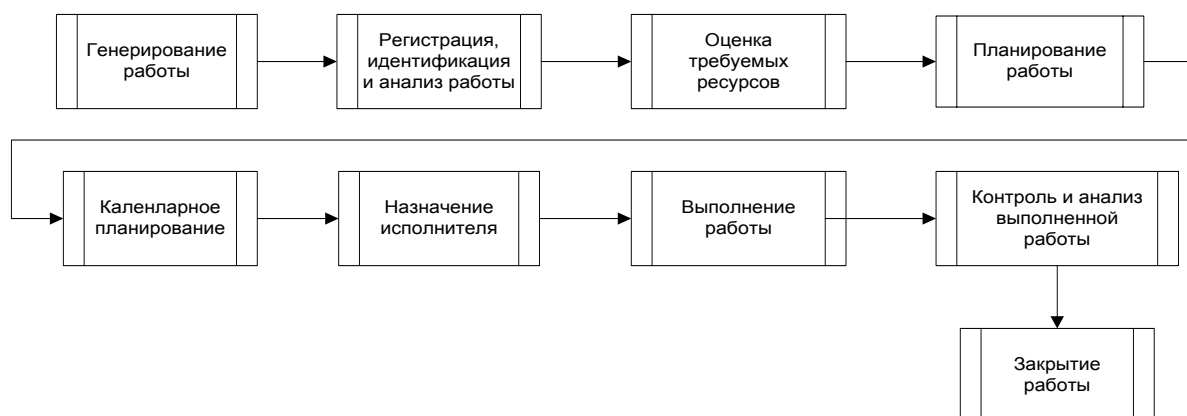 Генерирование
работы
Регистрация,
идентификация
и анализ работы
Оценка
требуемых
ресурсов
Планирование
работы
Каленларное
планирование
Назначение
исполнителя
Выполнение
работы
Контроль и анализ
выполненной
работы
Закрытие
работы